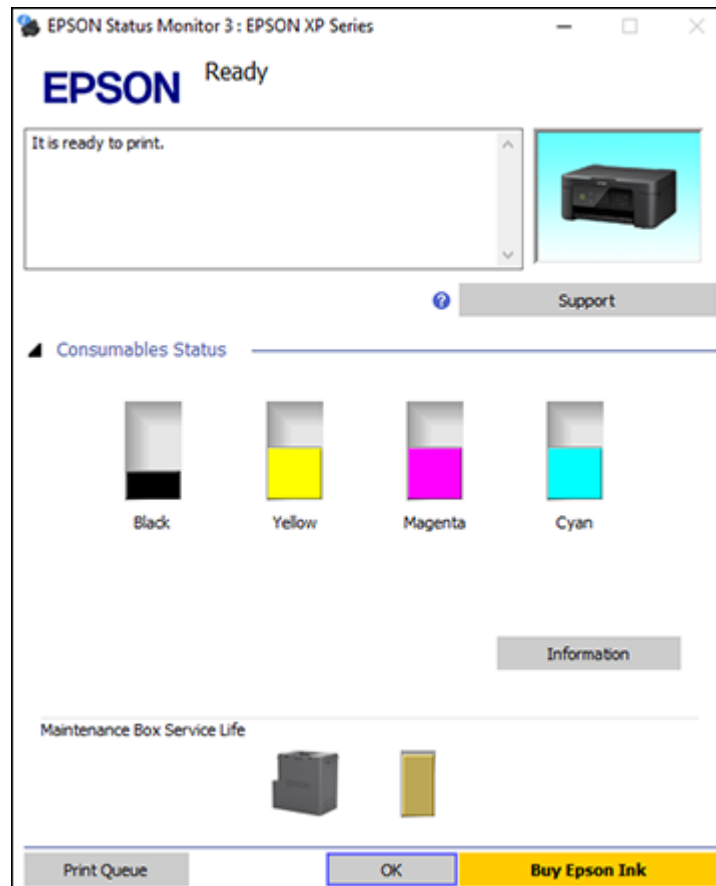 EPSON Status Monitor 3 : EPSON XP Series
EPSON
Ready
It is ready to print.
Support
Consumables Status
Black Yellow Magenta Cyan
Information
Maintenance Box Service Life
Print Queue OK Buy Epson Ink